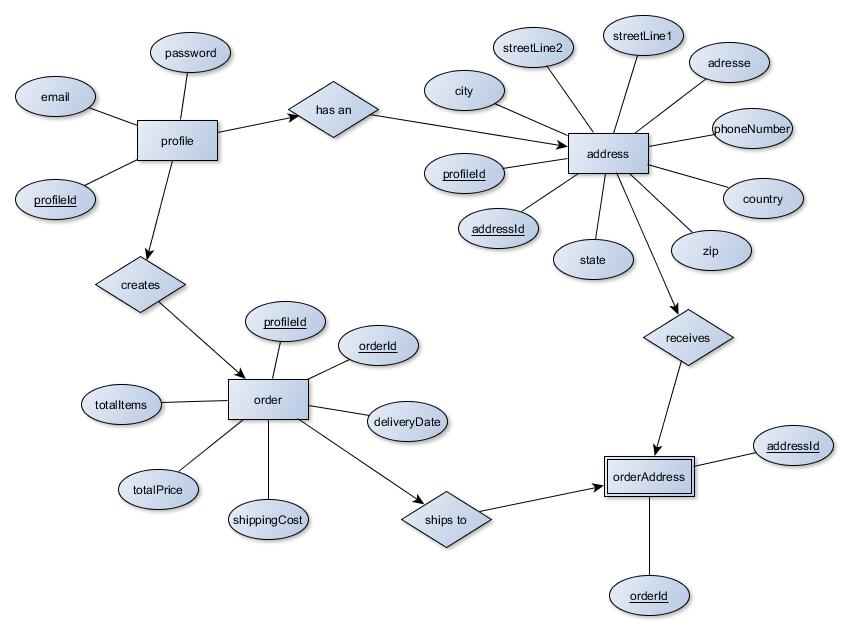 password
email
profile
profileId
has an
streetLine2
streetLine1
adresse
city
phoneNumber
address
profileId
country
addressId
state
zip
creates
profileId
orderId
receives
totalItems
order
deliveryDate
totalPrice
shippingCost
ships to
addressId
orderAddress
orderId